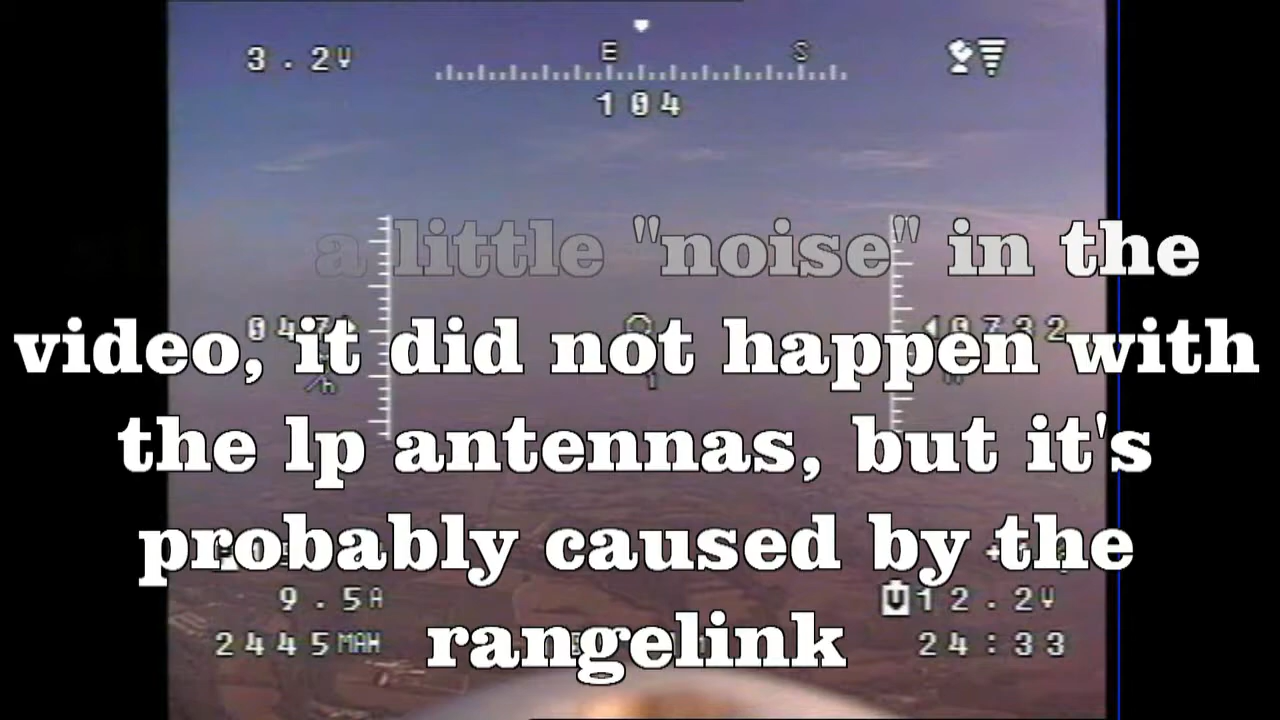 3.2V
E S
104
a little "noise" in the
video, it did not happen with
the lp antennas, but it's
probably caused by the
rangelink
9.5A
12.2V
2445MAH
24:33